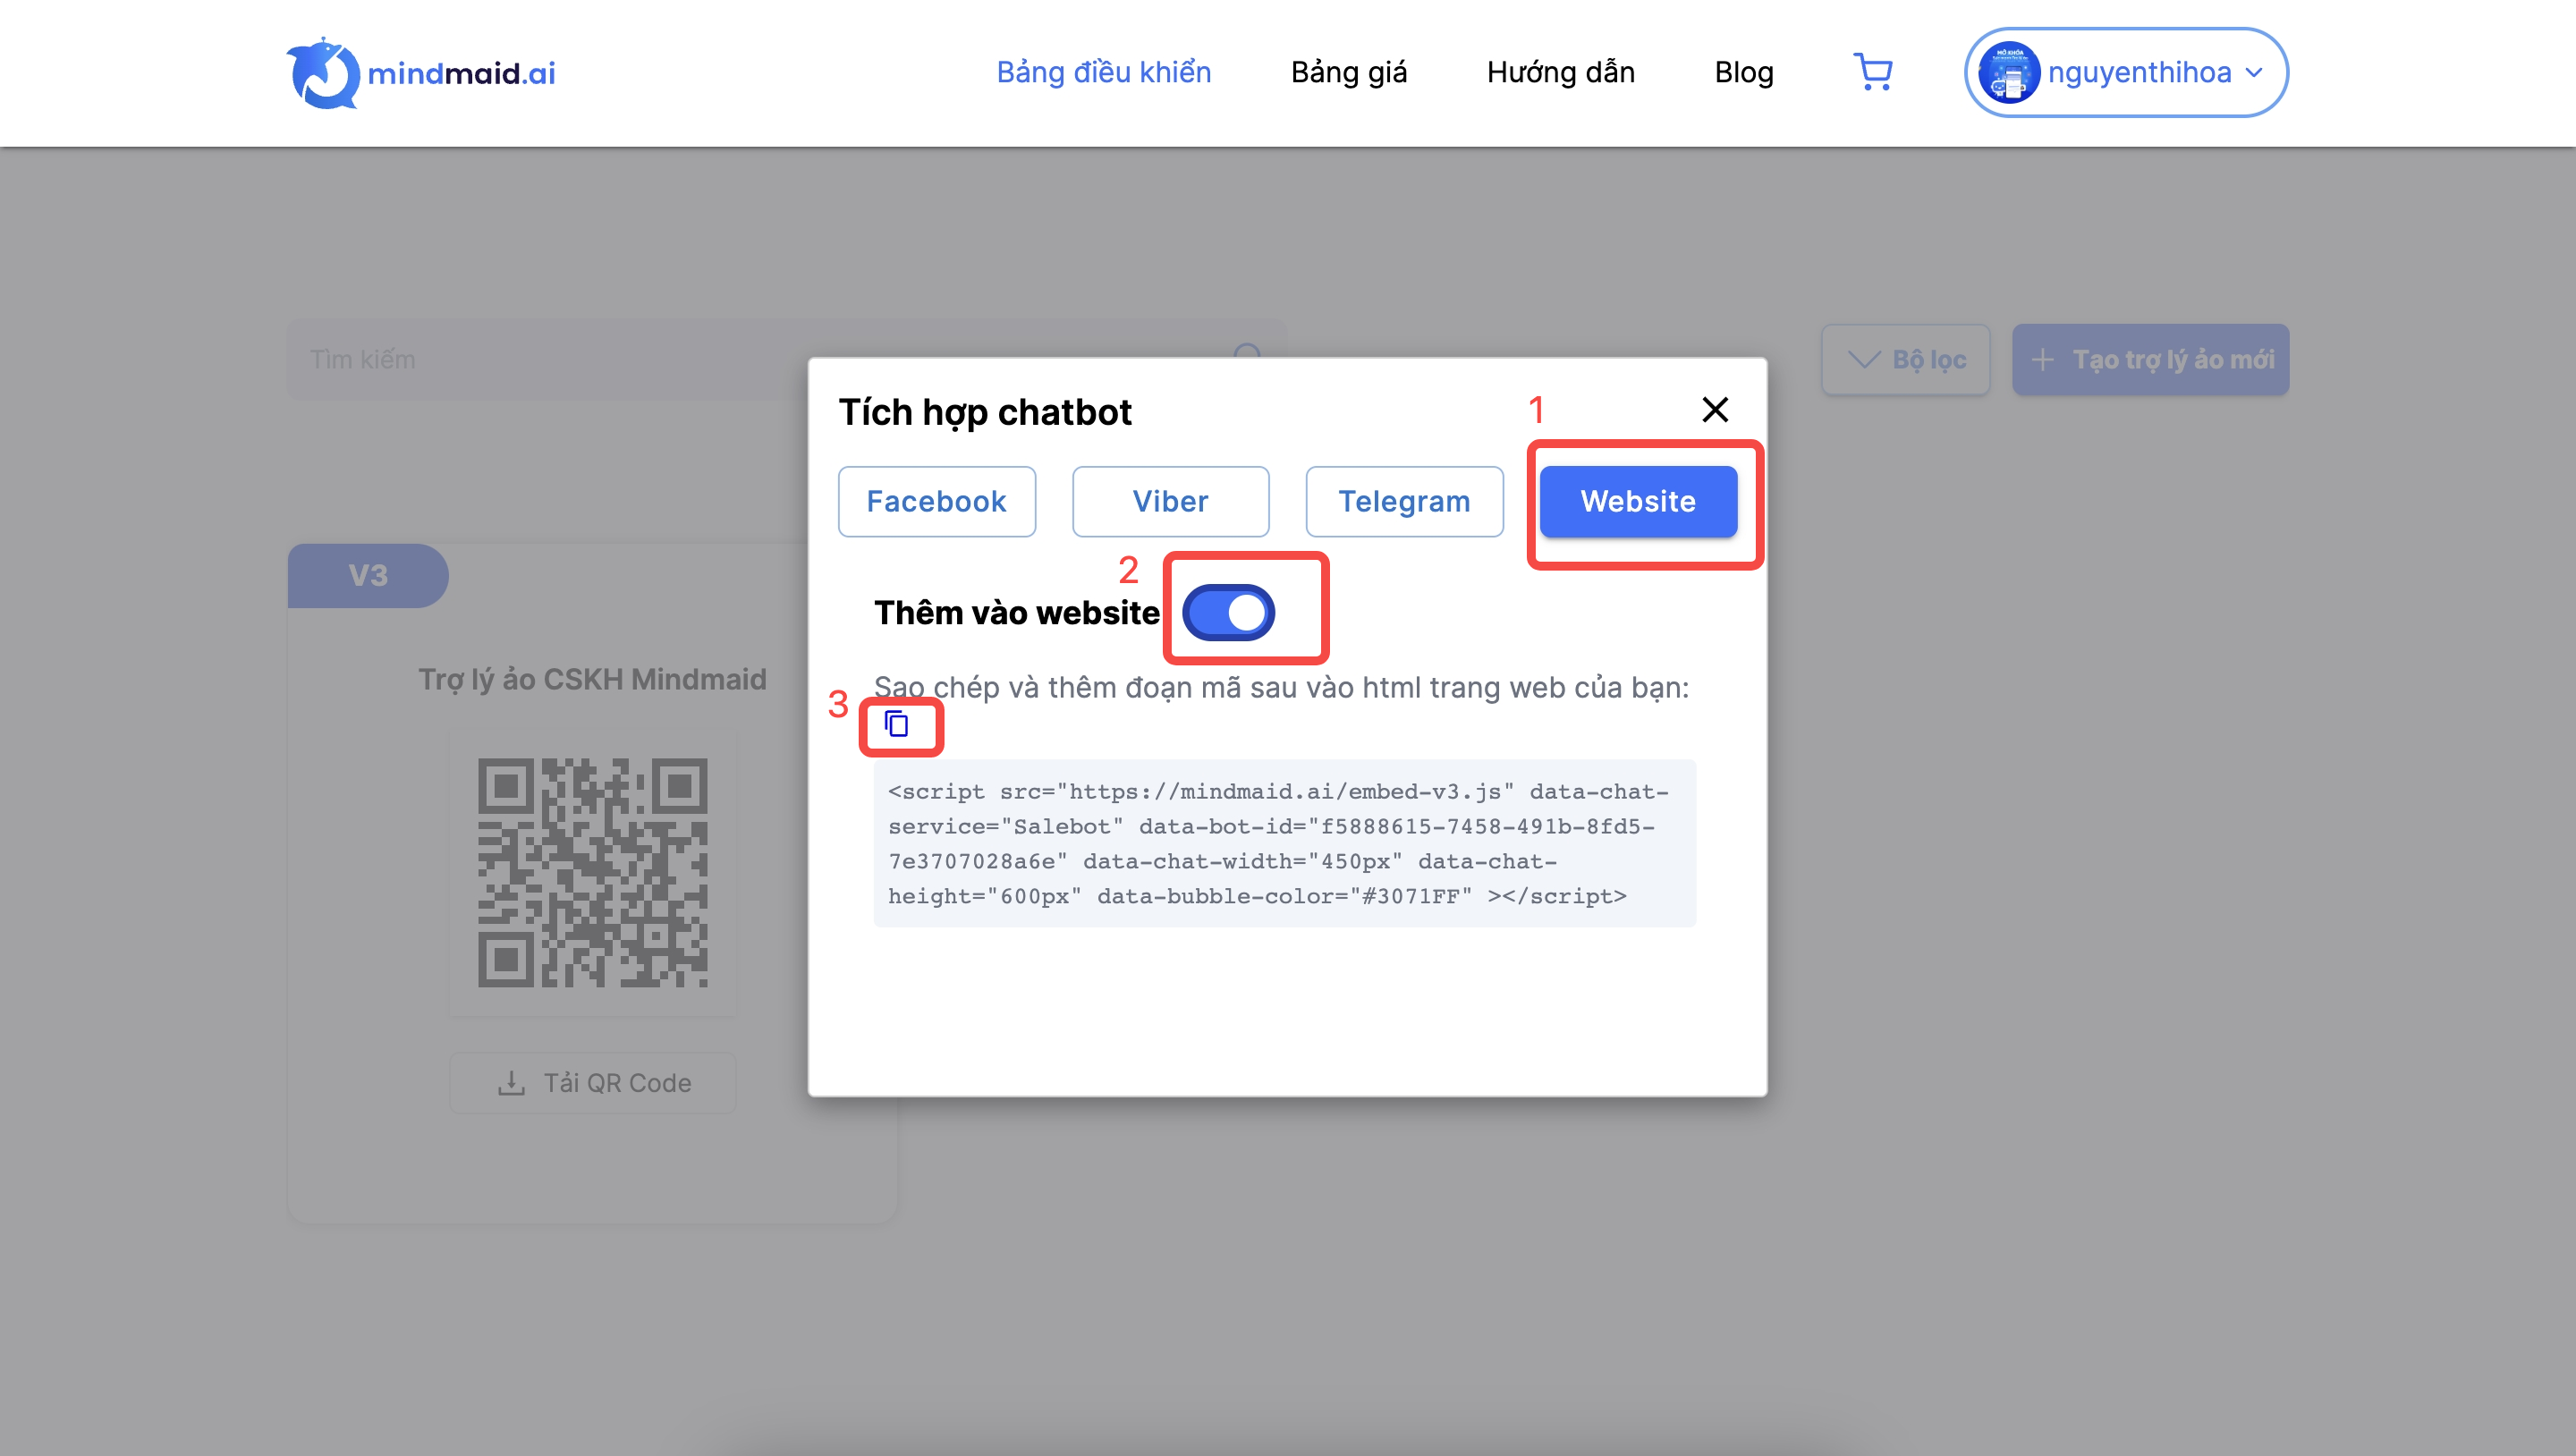 mindmaid.ai
Bảng điều khiển
Bảng giá
Hướng dẫn
Blog
nguyenthihoa
Tìm kiếm
Bộ lọc
+ Tạo trợ lý ảo mới
Tích hợp chatbot
1
Facebook
Viber
Telegram
Website
2
Thêm vào website
Sao chép và thêm đoạn mã sau vào html trang web của bạn:
3
<script src="https://mindmaid.ai/embed-v3.js" data-chat-
service="Salebot" data-bot-id="f5888615-7458-491b-8fd5-
7e3707028a6e" data-chat-width="450px" data-chat-
height="600px" data-bubble-color="#3071FF" ></script>
V3
Trợ lý ảo CSKH Mindmaid
Tải QR Code